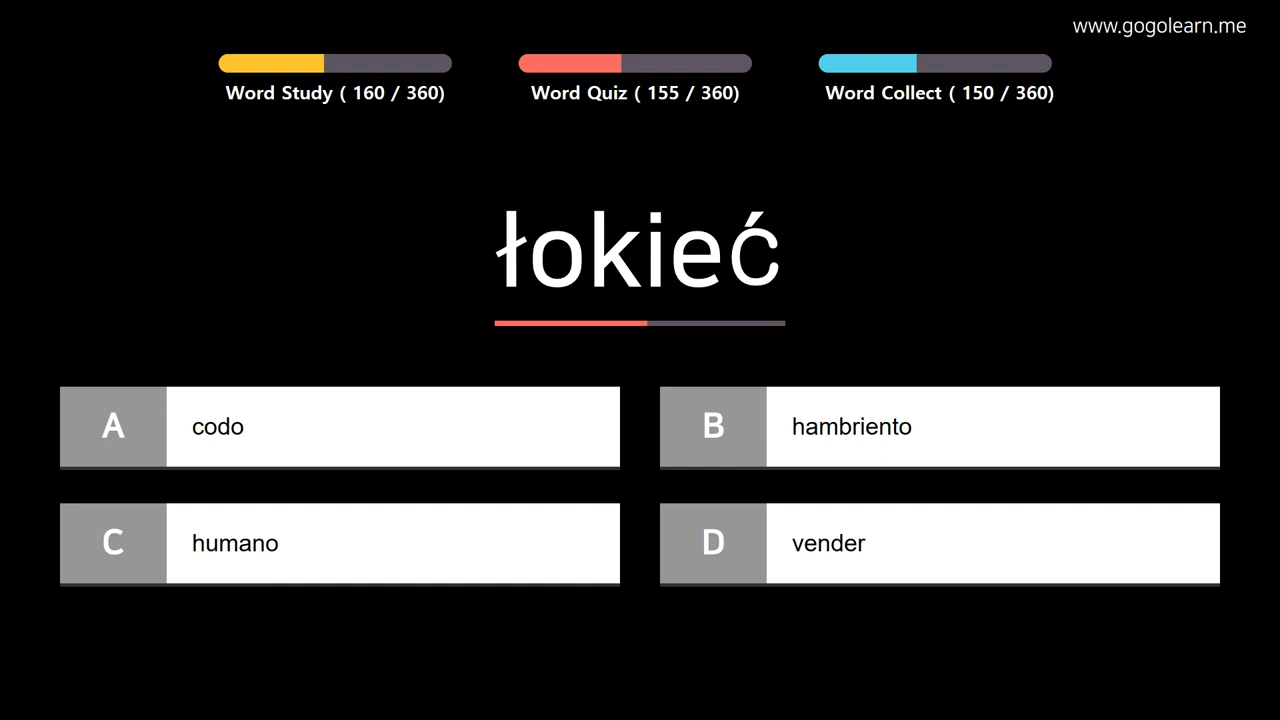 www.gogolearn.me
Word Study ( 160 / 360)
Word Quiz ( 155 / 360)
Word Collect ( 150 / 360)
łokieć
A codo
B hambriento
C humano
D vender